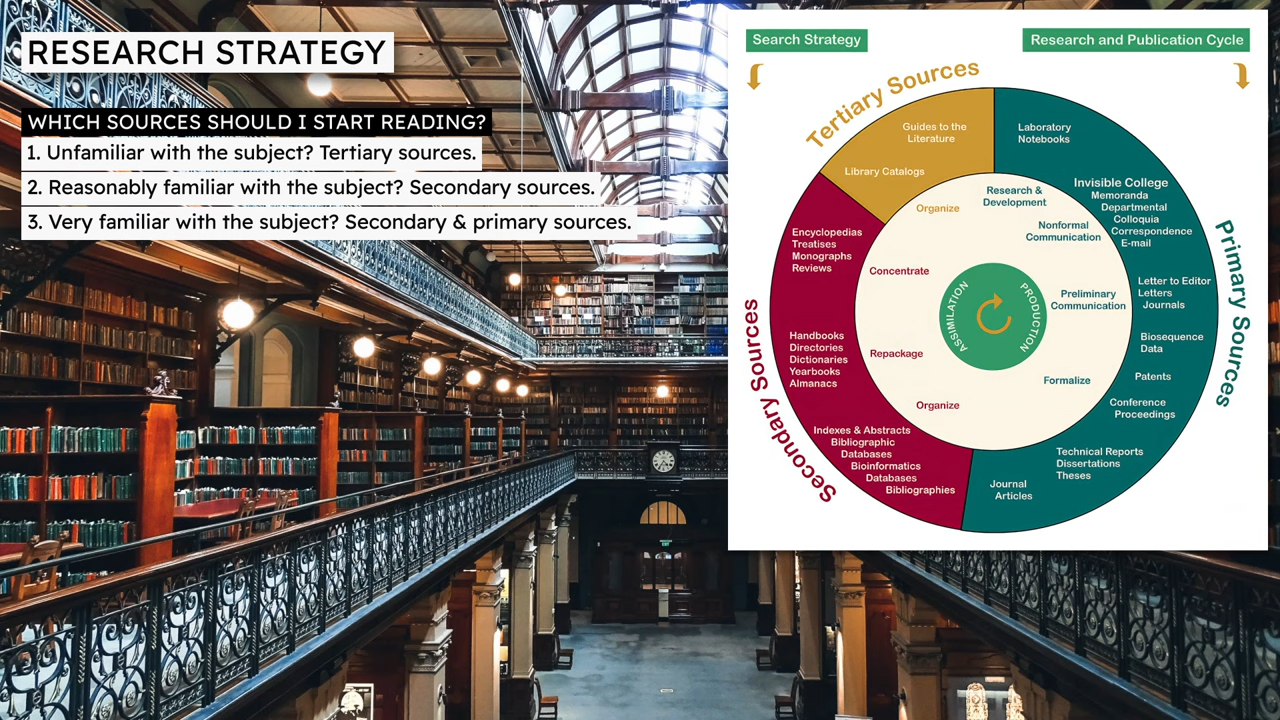 RESEARCH STRATEGY
WHICH SOURCES SHOULD I START READING?
1. Unfamiliar with the subject? Tertiary sources.
2. Reasonably familiar with the subject? Secondary sources.
3. Very familiar with the subject? Secondary & primary sources.
Search Strategy
Research and Publication Cycle
Tertiary Sources
Guides to the
Literature
Library Catalogs
Organize
Laboratory
Notebooks
Research &
Development
Invisible College
Memoranda
Departmental
Colloquia
Correspondence
E-mail
Nonformal
Communication
Primary Sources
Letter to Editor
Letters
Journals
Preliminary
Communication
Biosequence
Data
Patents
Formalize
Conference
Proceedings
Technical Reports
Dissertations
Theses
Journal
Articles
ASSIMILATION
PRODUCTION
Secondary Sources
Encyclopedias
Treatises
Monographs
Reviews
Concentrate
Handbooks
Directories
Dictionaries
Yearbooks
Almanacs
Repackage
Organize
Indexes & Abstracts
Bibliographic
Databases
Bioinformatics
Databases
Bibliographies